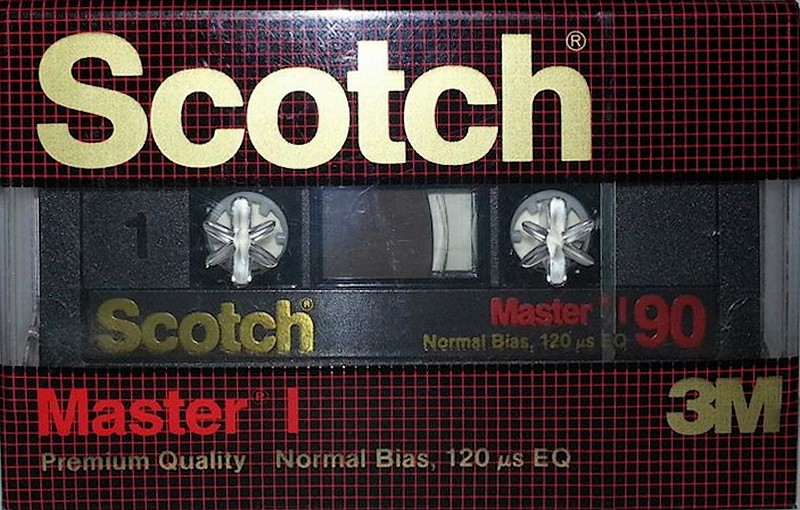 Scotch®
1
Scotch®
Master® I 90
Normal Bias, 120 µs EQ
Master® I
3M
Premium Quality Normal Bias, 120 µs EQ